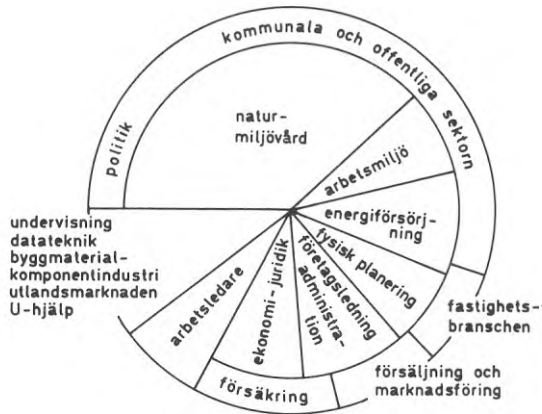 kommunala och offentliga sektorn
politik
natur-
miljövård
arbetsmiljö
energiförsörj-
ning
fysisk planering
företagsledning
administra-
tion
ekonomi-juridik
arbetsledare
undervisning
datateknik
byggmaterial-
komponentindustri
utlandsmarknaden
U-hjälp
fastighets-
branschen
försäljning och
marknadsföring
försäkring